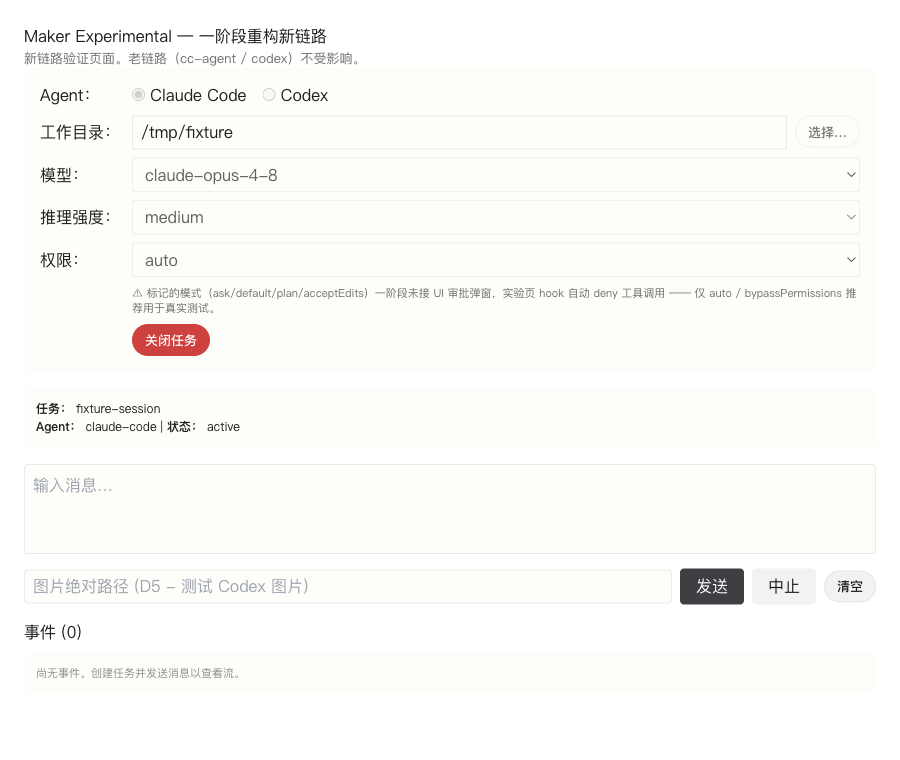 Maker Experimental — 一阶段重构新链路
新链路验证页面。老链路（cc-agent / codex）不受影响。
Agent: Claude Code Codex
工作目录: /tmp/fixture 选择...
模型: claude-opus-4-8
推理强度: medium
权限: auto
⚠ 标记的模式（ask/default/plan/acceptEdits）一阶段未接 UI 审批弹窗，实验页 hook 自动 deny 工具调用 —— 仅 auto / bypassPermissions 推
荐用于真实测试。
关闭任务
任务： fixture-session
Agent： claude-code | 状态： active
输入消息...
图片绝对路径 (D5 - 测试 Codex 图片) 发送 中止 清空
事件 (0)
尚无事件。创建任务并发送消息以查看流。